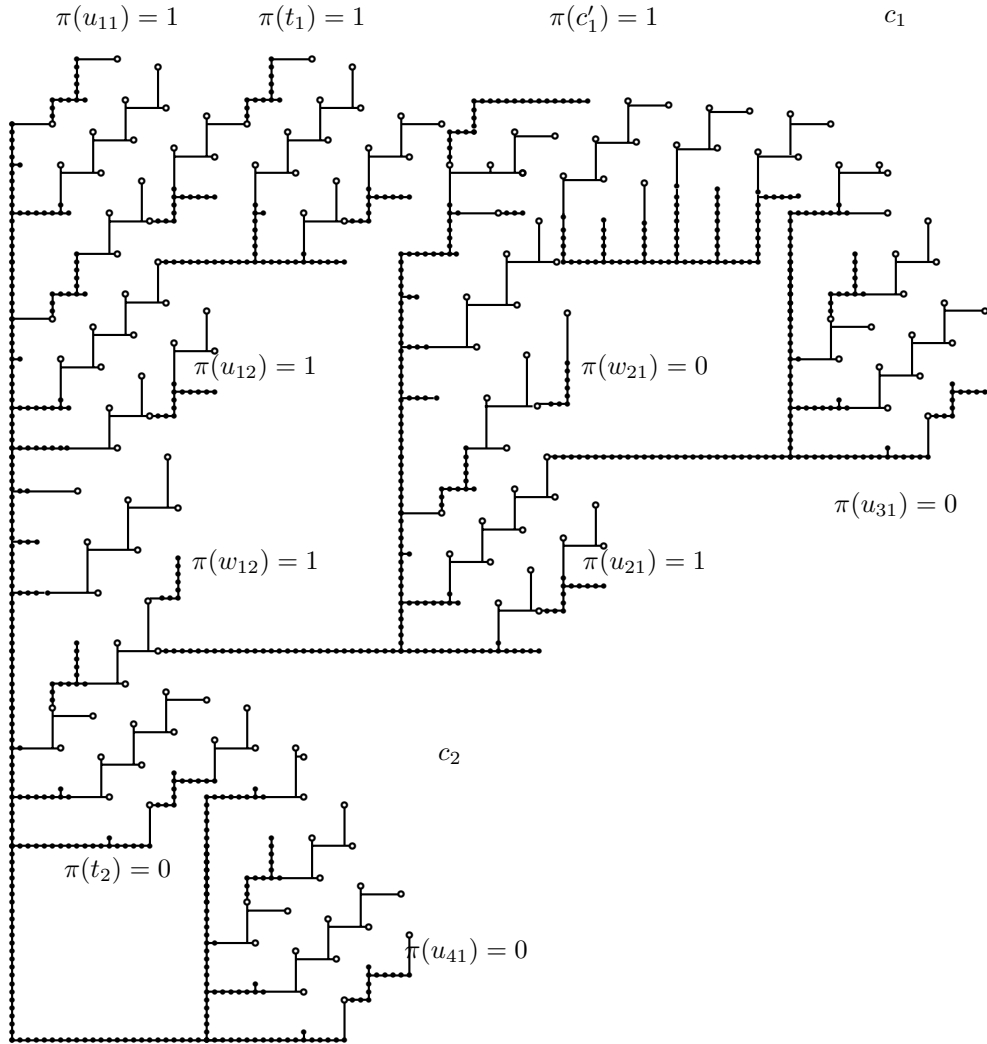 π(u₁₁) = 1
π(t₁) = 1
π(c′₁) = 1
c₁
π(u₁₂) = 1
π(w₂₁) = 0
π(u₃₁) = 0
π(w₁₂) = 1
π(u₂₁) = 1
c₂
π(t₂) = 0
π(u₄₁) = 0